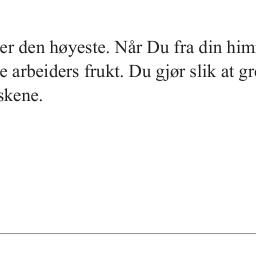 er den høyeste. Når Du fra din him
e arbeiders frukt. Du gjør slik at gr
skene.